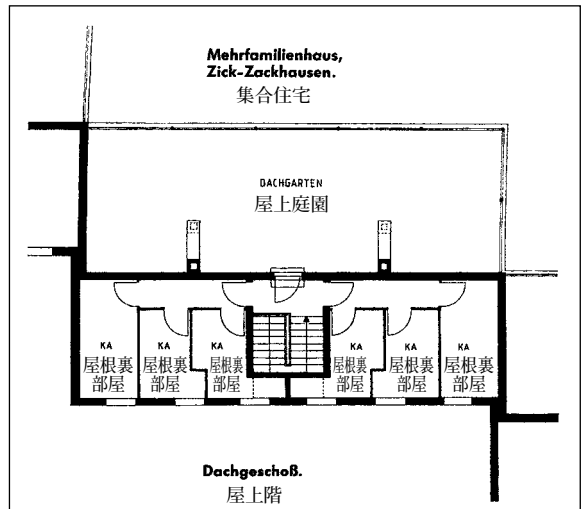 Mehrfamilienhaus,
Zick-Zackhausen.
集合住宅
DACHGARTEN
屋上庭園
KA
屋根裏
部屋
KA
屋根裏
部屋
KA
屋根裏
部屋
KA
屋根裏
部屋
KA
屋根裏
部屋
KA
屋根裏
部屋
Dachgeschoß.
屋上階